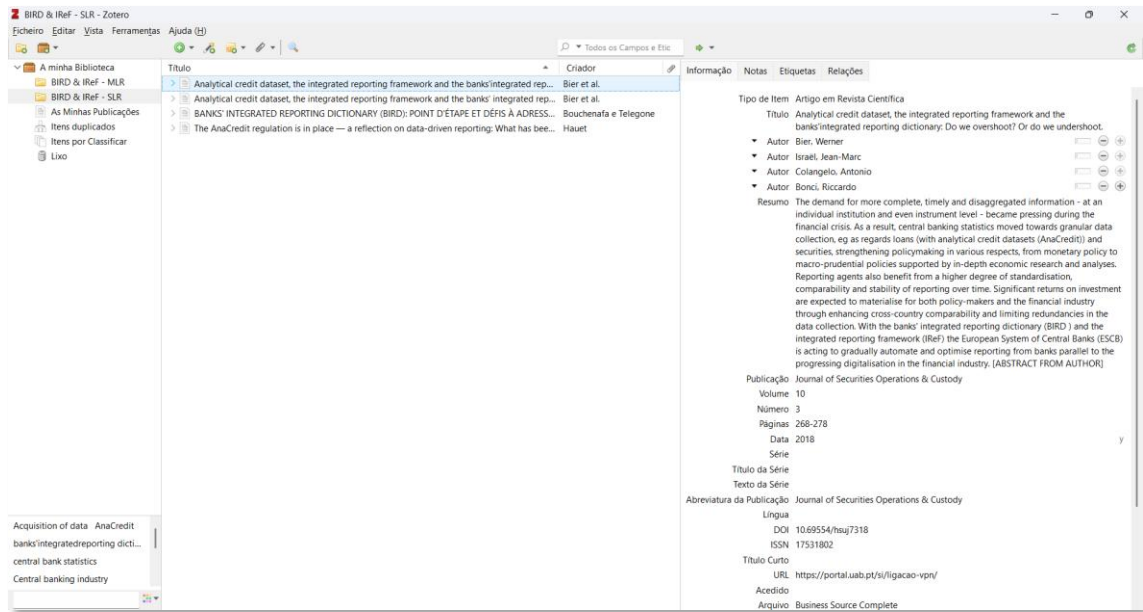 BIRD & IReF - SLR - Zotero
Ficheiro Editar Vista Ferramentas Ajuda (H)
Todos os Campos e Etic
A minha Biblioteca
BIRD & IReF - MLR
BIRD & IReF - SLR
As Minhas Publicações
Itens duplicados
Itens por Classificar
Lixo
Título Criador
Analytical credit dataset, the integrated reporting framework and the banks'integrated rep... Bier et al.
Analytical credit dataset, the integrated reporting framework and the banks' integrated rep... Bier et al.
BANKS' INTEGRATED REPORTING DICTIONARY (BIRD): POINT D'ÉTAPE ET DÉFIS À ADRESS... Bouchenafa e Telegone
The AnaCredit regulation is in place — a reflection on data-driven reporting: What has bee... Hauet
Informação Notas Etiquetas Relações
Tipo de Item Artigo em Revista Científica
Título Analytical credit dataset, the integrated reporting framework and the
banks'integrated reporting dictionary: Do we overshoot? Or do we undershoot.
Autor Bier, Werner
Autor Israël, Jean-Marc
Autor Colangelo, Antonio
Autor Bonci, Riccardo
Resumo The demand for more complete, timely and disaggregated information - at an
individual institution and even instrument level - became pressing during the
financial crisis. As a result, central banking statistics moved towards granular data
collection, eg as regards loans (with analytical credit datasets (AnaCredit)) and
securities, strengthening policymaking in various respects, from monetary policy to
macro-prudential policies supported by in-depth economic research and analyses.
Reporting agents also benefit from a higher degree of standardisation,
comparability and stability of reporting over time. Significant returns on investment
are expected to materialise for both policy-makers and the financial industry
through enhancing cross-country comparability and limiting redundancies in the
data collection. With the banks' integrated reporting dictionary (BIRD ) and the
integrated reporting framework (IReF) the European System of Central Banks (ESCB)
is acting to gradually automate and optimise reporting from banks parallel to the
progressing digitalisation in the financial industry. [ABSTRACT FROM AUTHOR]
Publicação Journal of Securities Operations & Custody
Volume 10
Número 3
Páginas 268-278
Data 2018 y
Série
Título da Série
Texto da Série
Abreviatura da Publicação Journal of Securities Operations & Custody
Língua
DOI 10.69554/hsuj7318
ISSN 17531802
Título Curto
URL https://portal.uab.pt/si/ligacao-vpn/
Acedido
Arquivo Business Source Complete
Acquisition of data AnaCredit
banks'integratedreporting dicti...
central bank statistics
Central banking industry